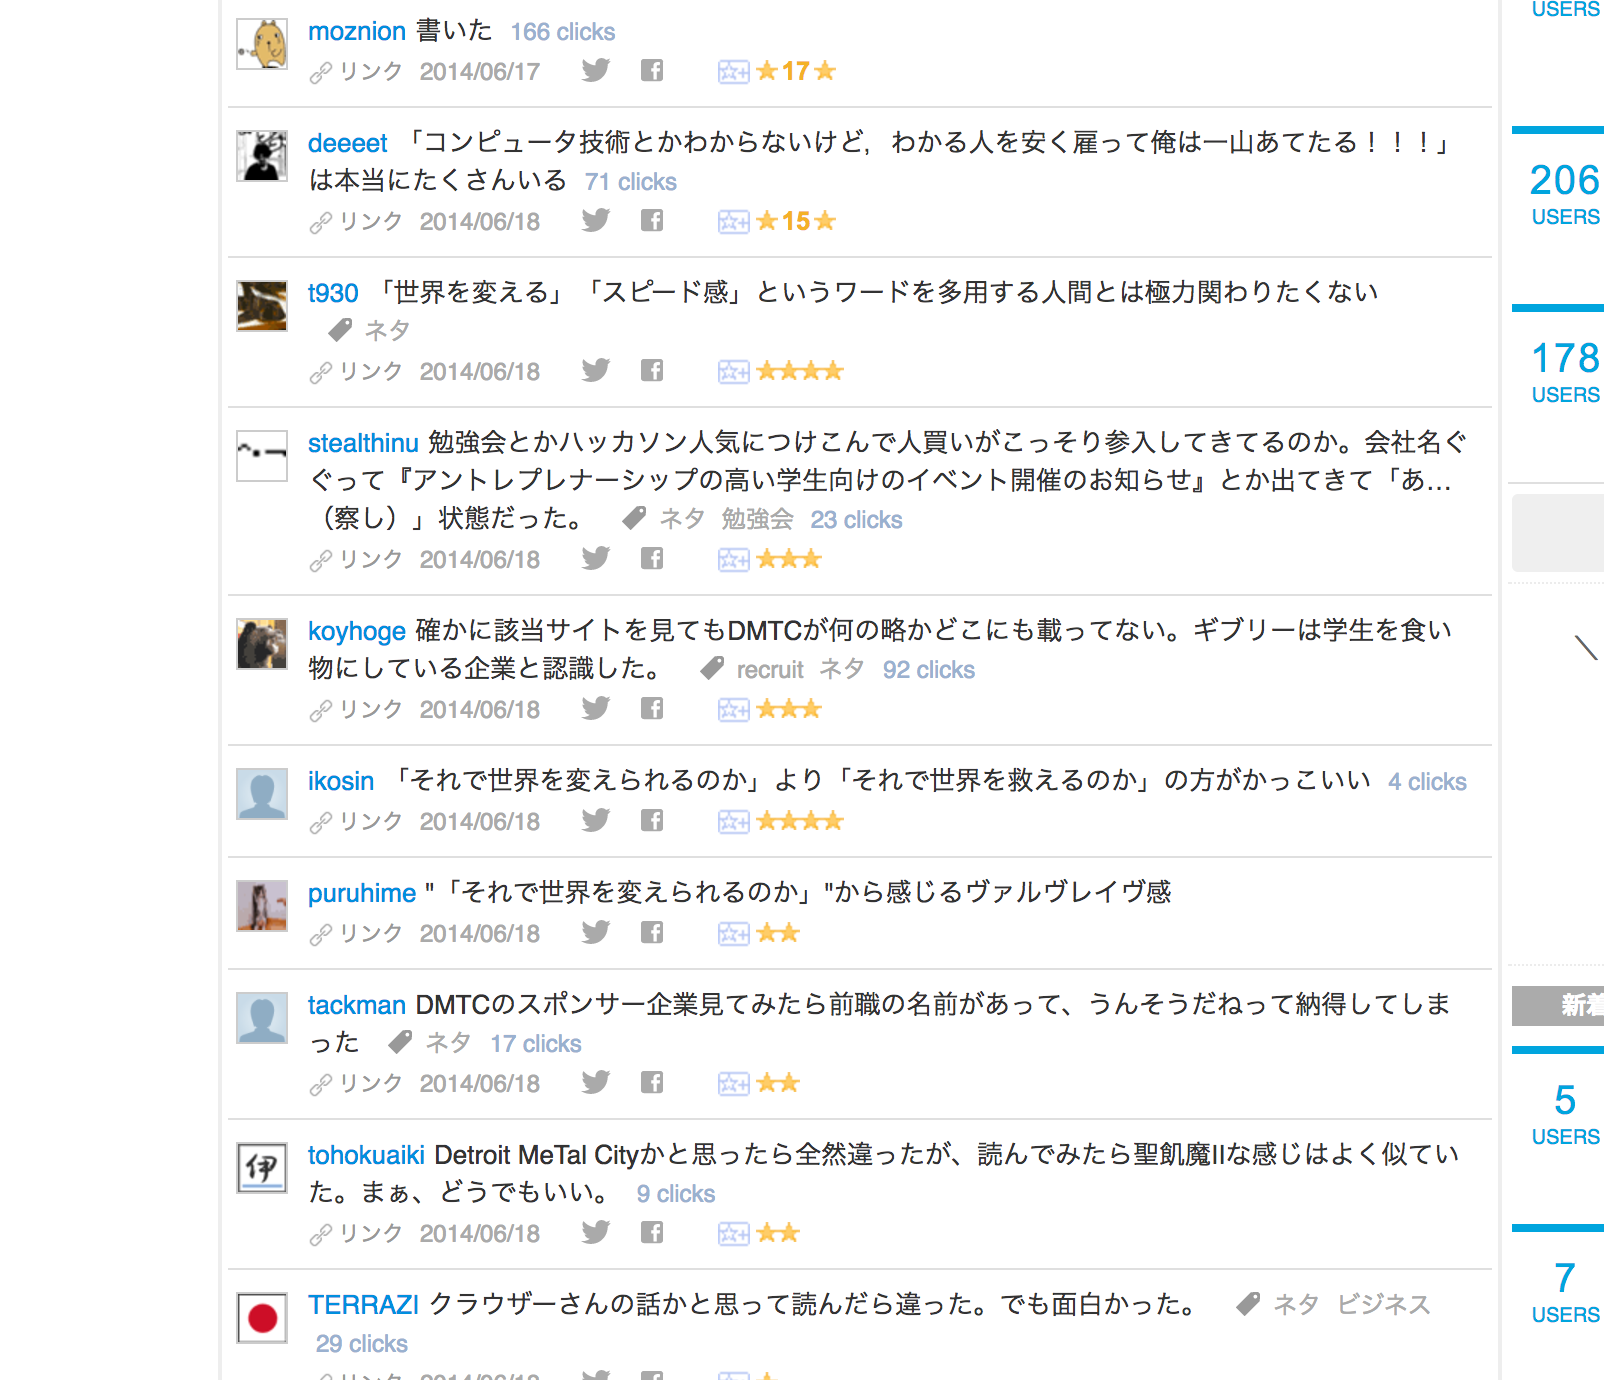 moznion 書いた 166 clicks
リンク 2014/06/17 17
deeeet 「コンピュータ技術とかわからないけど，わかる人を安く雇って俺は一山あてたる！！！」
は本当にたくさんいる 71 clicks
リンク 2014/06/18 15
t930 「世界を変える」「スピード感」というワードを多用する人間とは極力関わりたくない
ネタ
リンク 2014/06/18
stealthinu 勉強会とかハッカソン人気につけこんで人買いがこっそり参入してきてるのか。会社名ぐ
ぐって『アントレプレナーシップの高い学生向けのイベント開催のお知らせ』とか出てきて「あ…
（察し）」状態だった。 ネタ 勉強会 23 clicks
リンク 2014/06/18
koyhoge 確かに該当サイトを見てもDMTCが何の略かどこにも載ってない。ギブリーは学生を食い
物にしている企業と認識した。 recruit ネタ 92 clicks
リンク 2014/06/18
ikosin 「それで世界を変えられるのか」より「それで世界を救えるのか」の方がかっこいい 4 clicks
リンク 2014/06/18
puruhime "「それで世界を変えられるのか」"から感じるヴァルヴレイヴ感
リンク 2014/06/18
tackman DMTCのスポンサー企業見てみたら前職の名前があって、うんそうだねって納得してしま
った ネタ 17 clicks
リンク 2014/06/18
伊
tohokuaiki Detroit MeTal Cityかと思ったら全然違ったが、読んでみたら聖飢魔IIな感じはよく似てい
た。まぁ、どうでもいい。 9 clicks
リンク 2014/06/18
TERRAZI クラウザーさんの話かと思って読んだら違った。でも面白かった。 ネタ ビジネス
29 clicks
リンク 2014/06/18
USERS
206
USERS
178
USERS
＼
新着
5
USERS
7
USERS